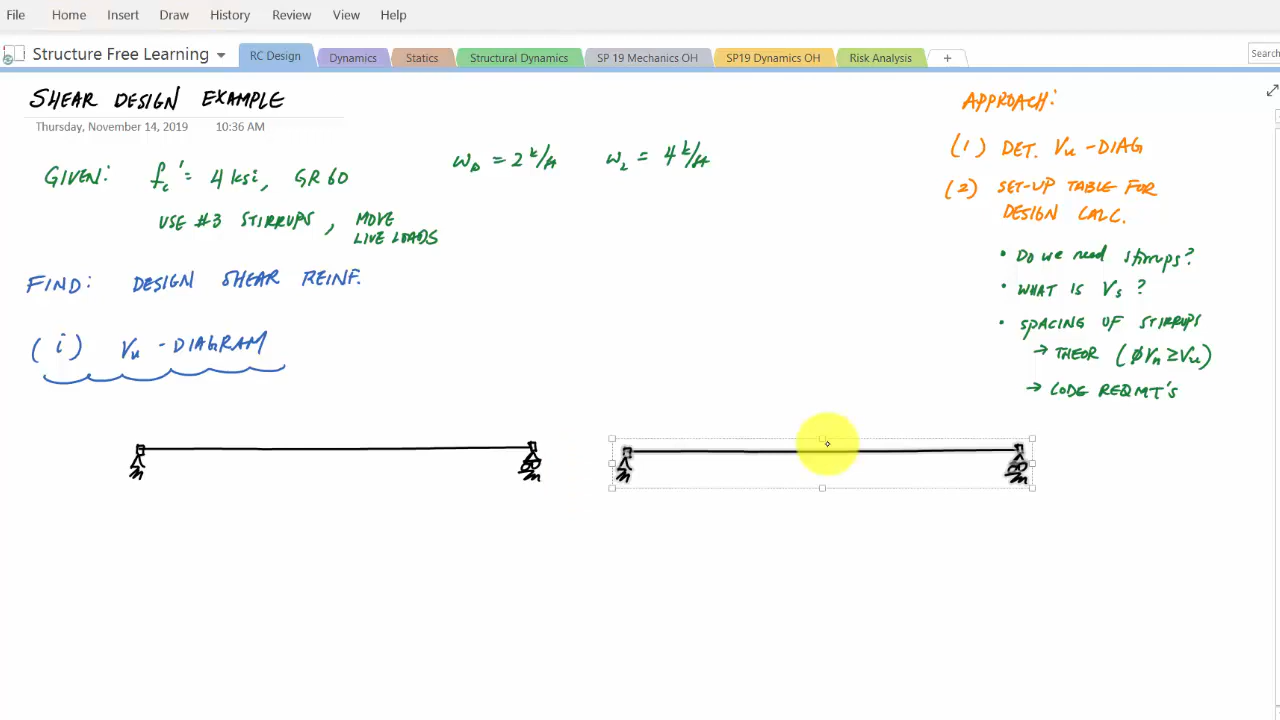 File Home Insert Draw History Review View Help
Structure Free Learning RC Design Dynamics Statics Structural Dynamics SP 19 Mechanics OH SP19 Dynamics OH Risk Analysis + Search
SHEAR DESIGN EXAMPLE
Thursday, November 14, 2019 10:36 AM
GIVEN: fc' = 4 ksi, GR 60
USE #3 STIRRUPS, MOVE
LIVE LOADS
wD = 2 k/ft wL = 4 k/ft
FIND: DESIGN SHEAR REINF.
(i) Vu - DIAGRAM
APPROACH:
(1) DET. Vu - DIAG
(2) SET-UP TABLE FOR
DESIGN CALC.
• Do we need stirrups?
• WHAT IS Vs ?
• SPACING OF STIRRUPS
→ THEOR (ϕVn ≥ Vu)
→ CODE REQMT'S